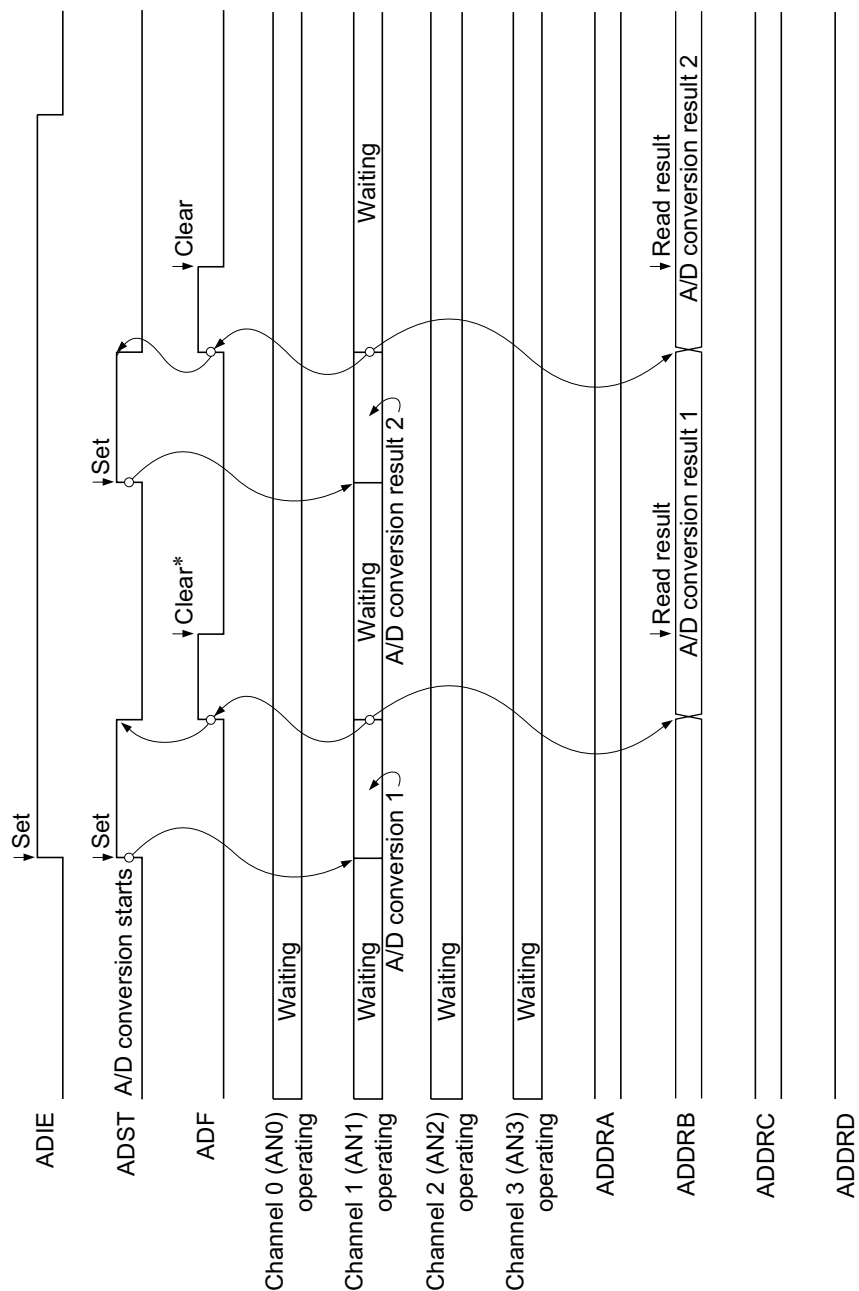 ADIE
Set
ADST
A/D conversion starts
Set
Set
ADF
Clear*
Clear
Channel 0 (AN0)
operating
Waiting
Channel 1 (AN1)
operating
Waiting
A/D conversion 1
Waiting
A/D conversion result 2
Waiting
Channel 2 (AN2)
operating
Waiting
Channel 3 (AN3)
operating
Waiting
ADDRA
ADDRB
Read result
A/D conversion result 1
Read result
A/D conversion result 2
ADDRC
ADDRD